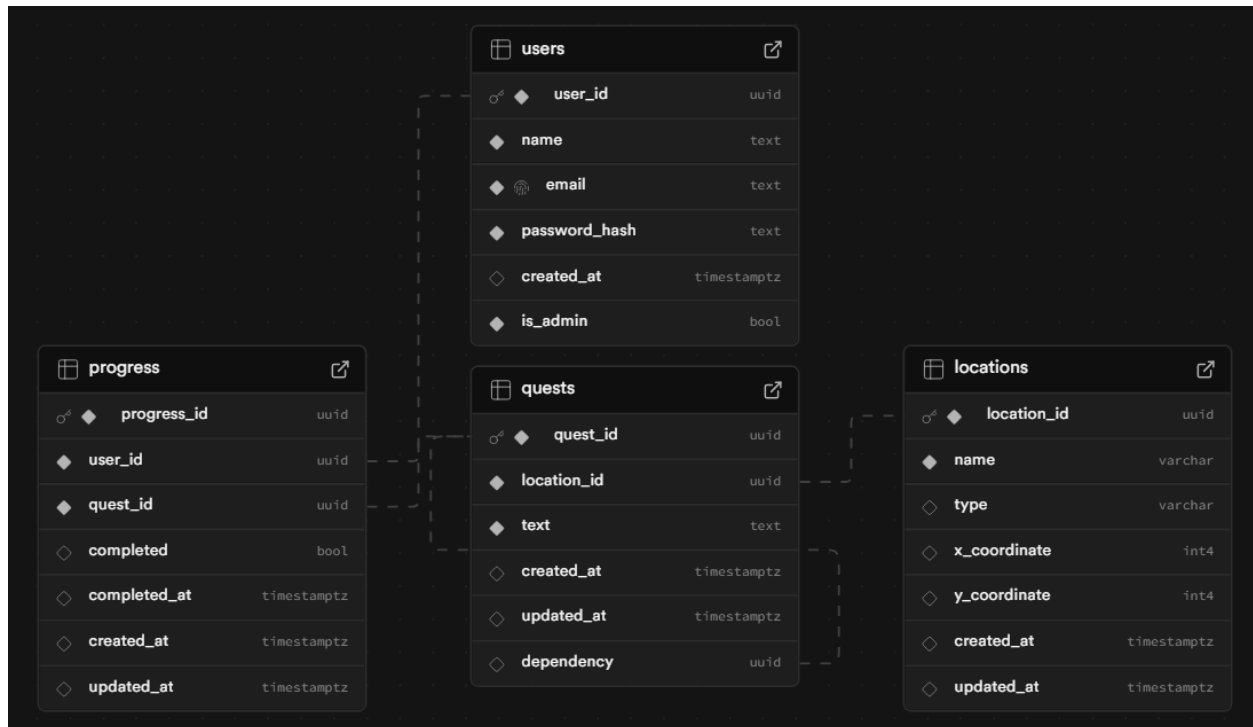 users
user_id uuid
name text
email text
password_hash text
created_at timestamptz
is_admin bool
progress
progress_id uuid
user_id uuid
quest_id uuid
completed bool
completed_at timestamptz
created_at timestamptz
updated_at timestamptz
quests
quest_id uuid
location_id uuid
text text
created_at timestamptz
updated_at timestamptz
dependency uuid
locations
location_id uuid
name varchar
type varchar
x_coordinate int4
y_coordinate int4
created_at timestamptz
updated_at timestamptz